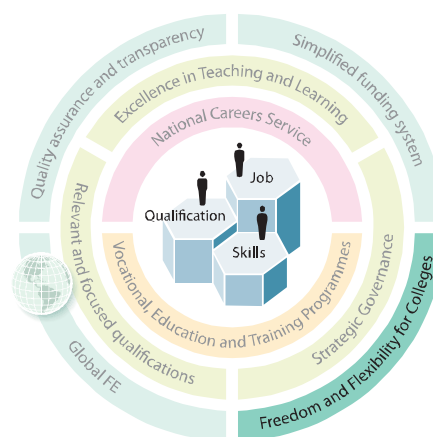 Quality assurance and transparency
Simplified funding system
Excellence in Teaching and Learning
National Careers Service
Job
Qualification
Skills
Relevant and focused qualifications
Vocational, Education and Training Programmes
Strategic Governance
Global FE
Freedom and Flexibility for Colleges